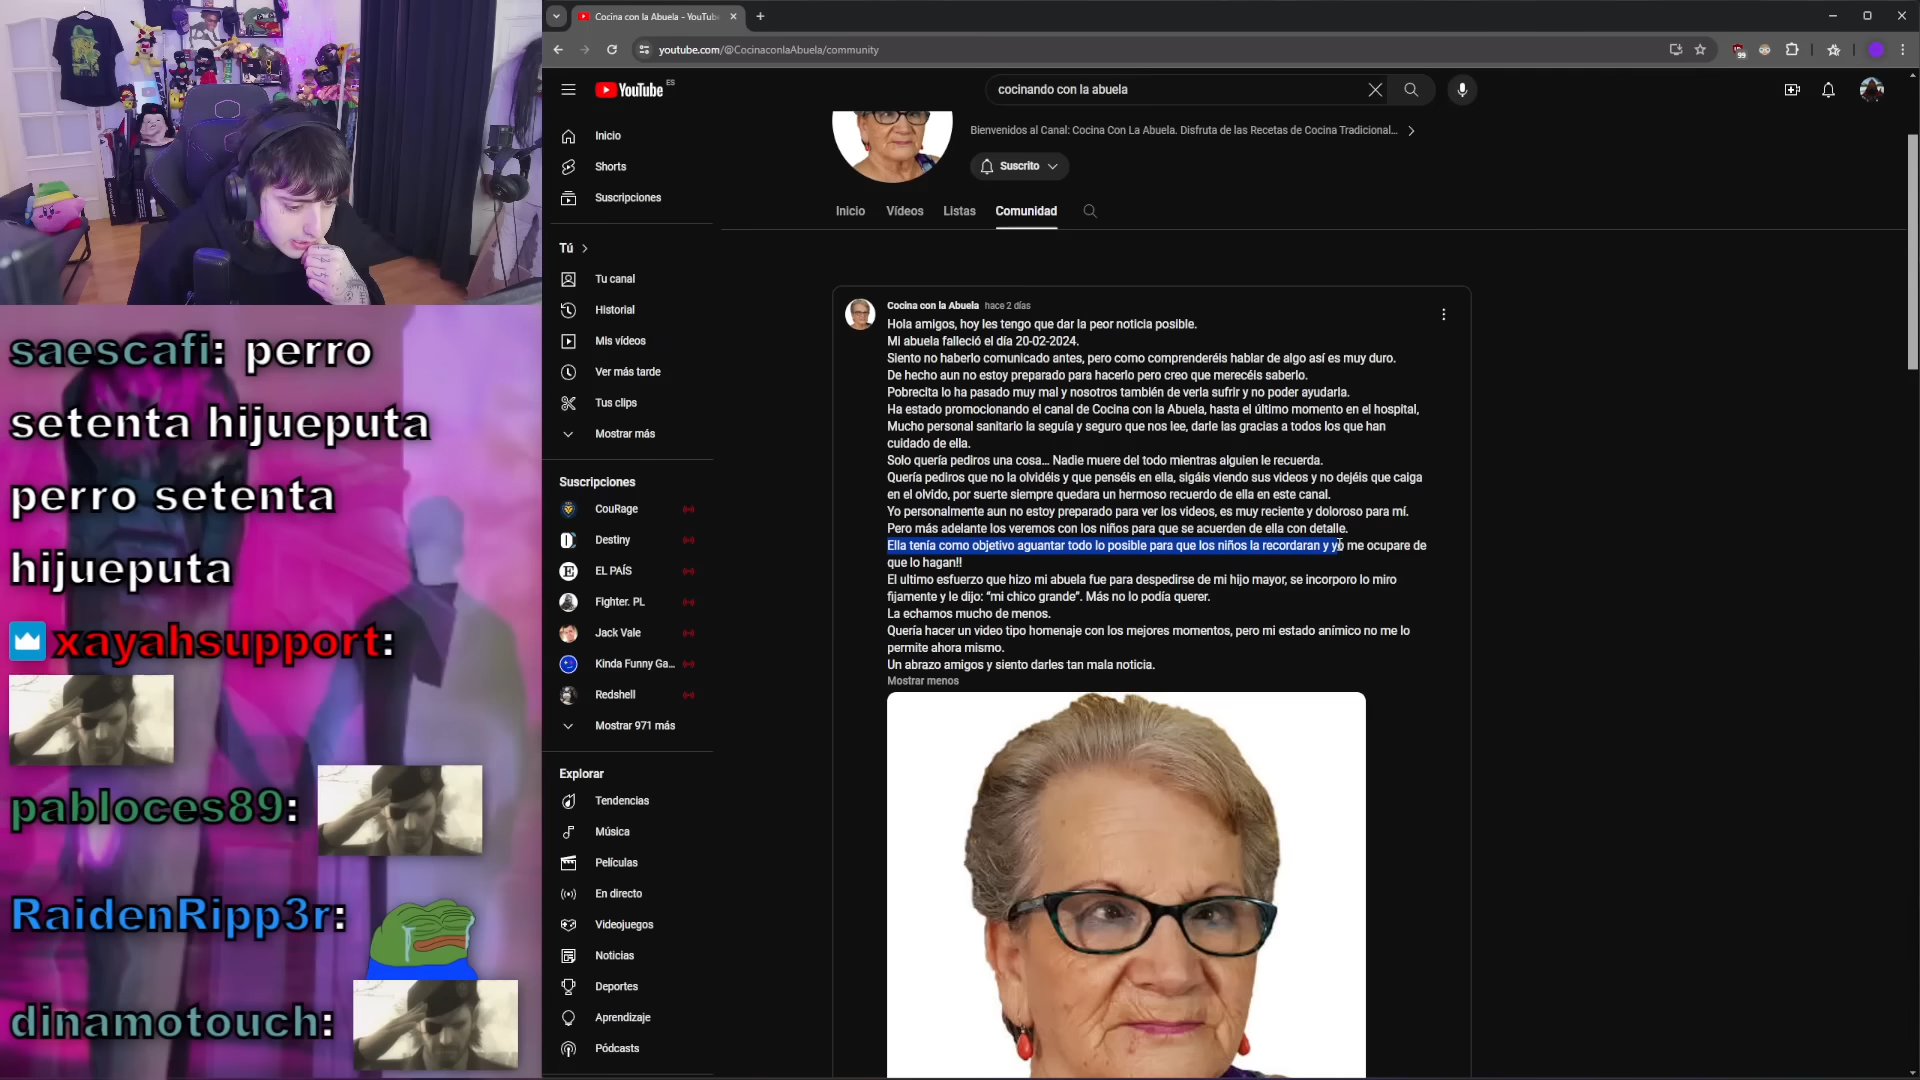 saescafi: perro
setenta hijueputa
perro setenta
hijueputa
xayahsupport:
pabloces89:
RaidenRipp3r:
dinamotouch:
Cocina con la Abuela - YouTube
youtube.com/@CocinaconlaAbuela/community
99
YouTube ES
cocinando con la abuela
Inicio
Shorts
Suscripciones
Tú
Tu canal
Historial
Mis vídeos
Ver más tarde
Tus clips
Mostrar más
Suscripciones
CouRage
Destiny
EL PAÍS
Fighter. PL
Jack Vale
Kinda Funny Ga...
Redshell
Mostrar 971 más
Explorar
Tendencias
Música
Películas
En directo
Videojuegos
Noticias
Deportes
Aprendizaje
Pódcasts
Bienvenidos al Canal: Cocina Con La Abuela. Disfruta de las Recetas de Cocina Tradicional...
Suscrito
Inicio Vídeos Listas Comunidad
Cocina con la Abuela hace 2 días
Hola amigos, hoy les tengo que dar la peor noticia posible.
Mi abuela falleció el día 20-02-2024.
Siento no haberlo comunicado antes, pero como comprenderéis hablar de algo así es muy duro.
De hecho aun no estoy preparado para hacerlo pero creo que merecéis saberlo.
Pobrecita lo ha pasado muy mal y nosotros también de verla sufrir y no poder ayudarla.
Ha estado promocionando el canal de Cocina con la Abuela, hasta el último momento en el hospital,
Mucho personal sanitario la seguía y seguro que nos lee, darle las gracias a todos los que han
cuidado de ella.
Solo quería pediros una cosa... Nadie muere del todo mientras alguien le recuerda.
Quería pediros que no la olvidéis y que penséis en ella, sigáis viendo sus videos y no dejéis que caiga
en el olvido, por suerte siempre quedara un hermoso recuerdo de ella en este canal.
Yo personalmente aun no estoy preparado para ver los videos, es muy reciente y doloroso para mí.
Pero más adelante los veremos con los niños para que se acuerden de ella con detalle.
Ella tenía como objetivo aguantar todo lo posible para que los niños la recordaran y yo me ocupare de
que lo hagan!!
El ultimo esfuerzo que hizo mi abuela fue para despedirse de mi hijo mayor, se incorporo lo miro
fijamente y le dijo: “mi chico grande”. Más no lo podía querer.
La echamos mucho de menos.
Quería hacer un video tipo homenaje con los mejores momentos, pero mi estado anímico no me lo
permite ahora mismo.
Un abrazo amigos y siento darles tan mala noticia.
Mostrar menos